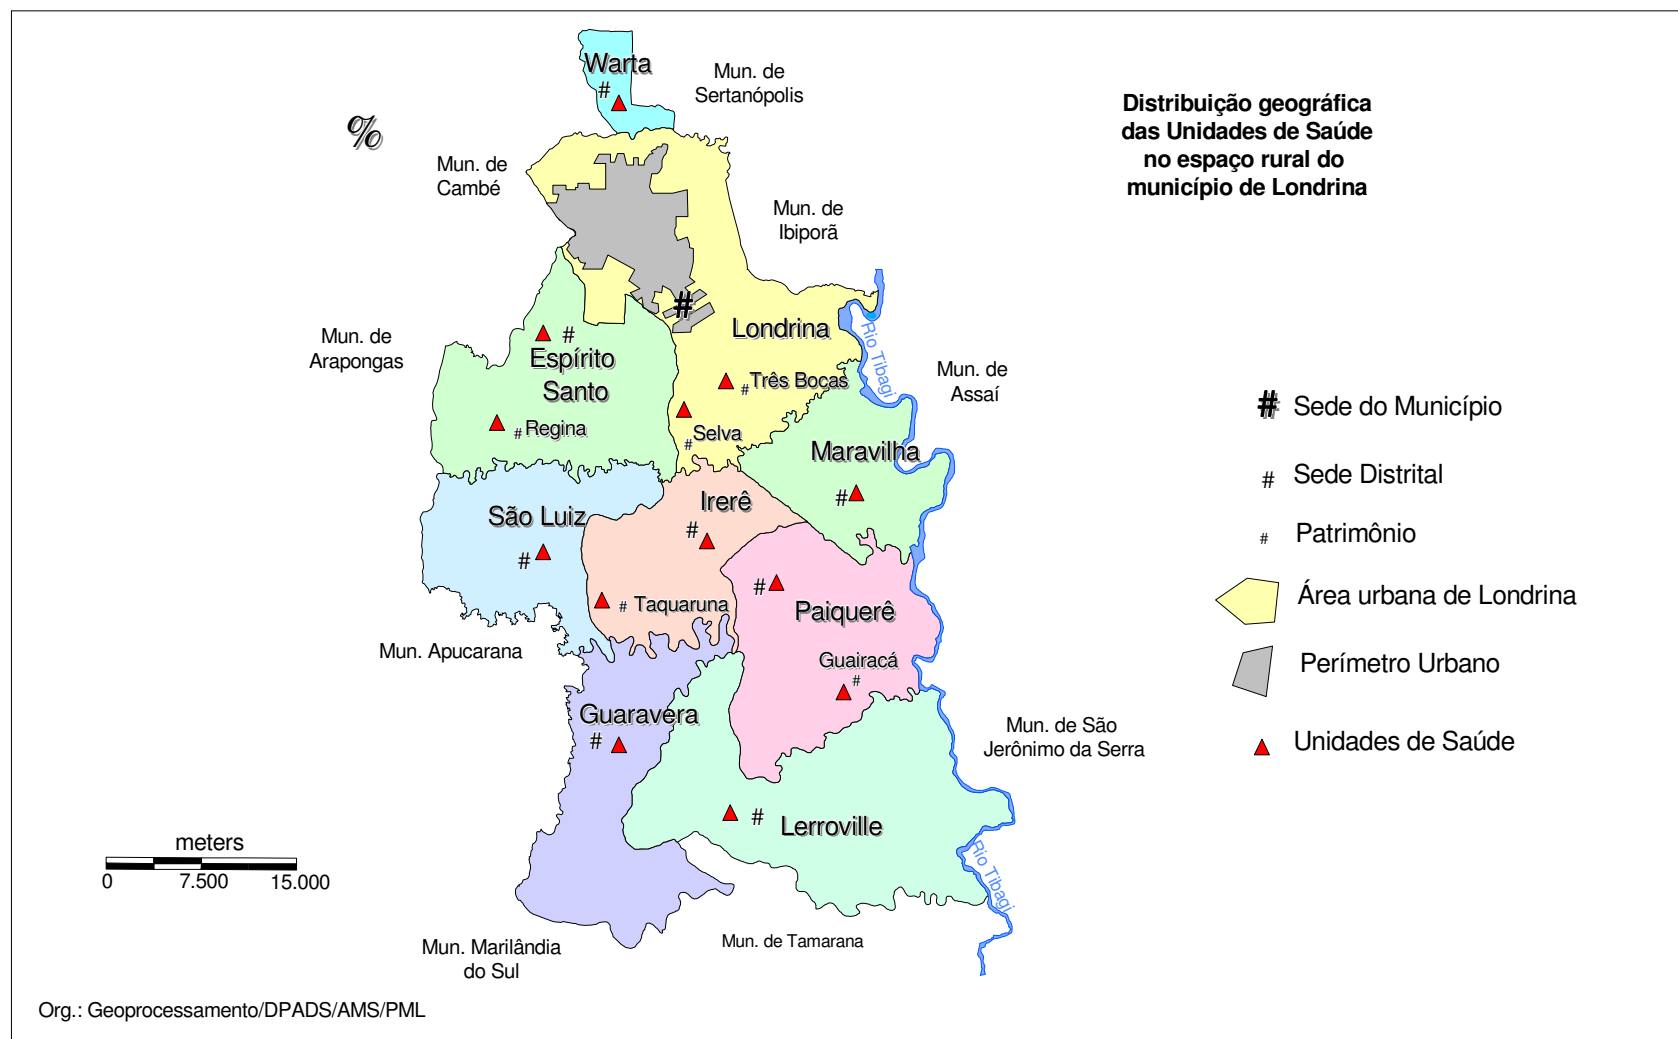 Warta
#
Mun. de
Sertanópolis
Distribuição geográfica
das Unidades de Saúde
no espaço rural do
município de Londrina
%
Mun. de
Cambé
Mun. de
Ibiporã
#
Londrina
Rio Tibagi
Mun. de
Arapongas
#
Espírito
Santo
# Três Bocas
Mun. de
Assaí
# Regina
# Selva
Maravilha
#
# Sede do Município
# Sede Distrital
# Patrimônio
Área urbana de Londrina
Perímetro Urbano
Unidades de Saúde
São Luiz
#
Irerê
#
# Taquaruna
#
Paiquerê
Guairacá
#
Mun. Apucarana
Guaravera
#
Mun. de São
Jerônimo da Serra
#
Lerroville
Rio Tibagi
meters
0 7.500 15.000
Mun. Marilândia
do Sul
Mun. de Tamarana
Org.: Geoprocessamento/DPADS/AMS/PML